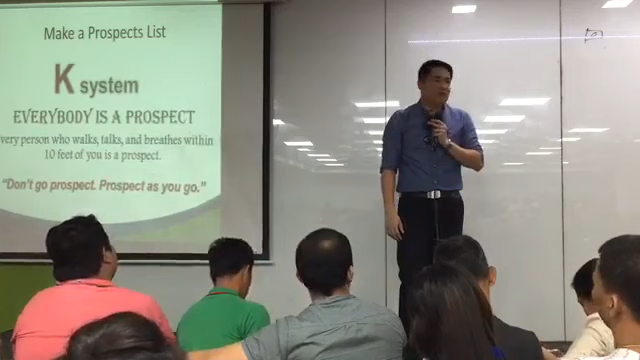 Make a Prospects List
K system
EVERYBODY IS A PROSPECT
very person who walks, talks, and breathes within
10 feet of you is a prospect.
"Don't go prospect. Prospect as you go."